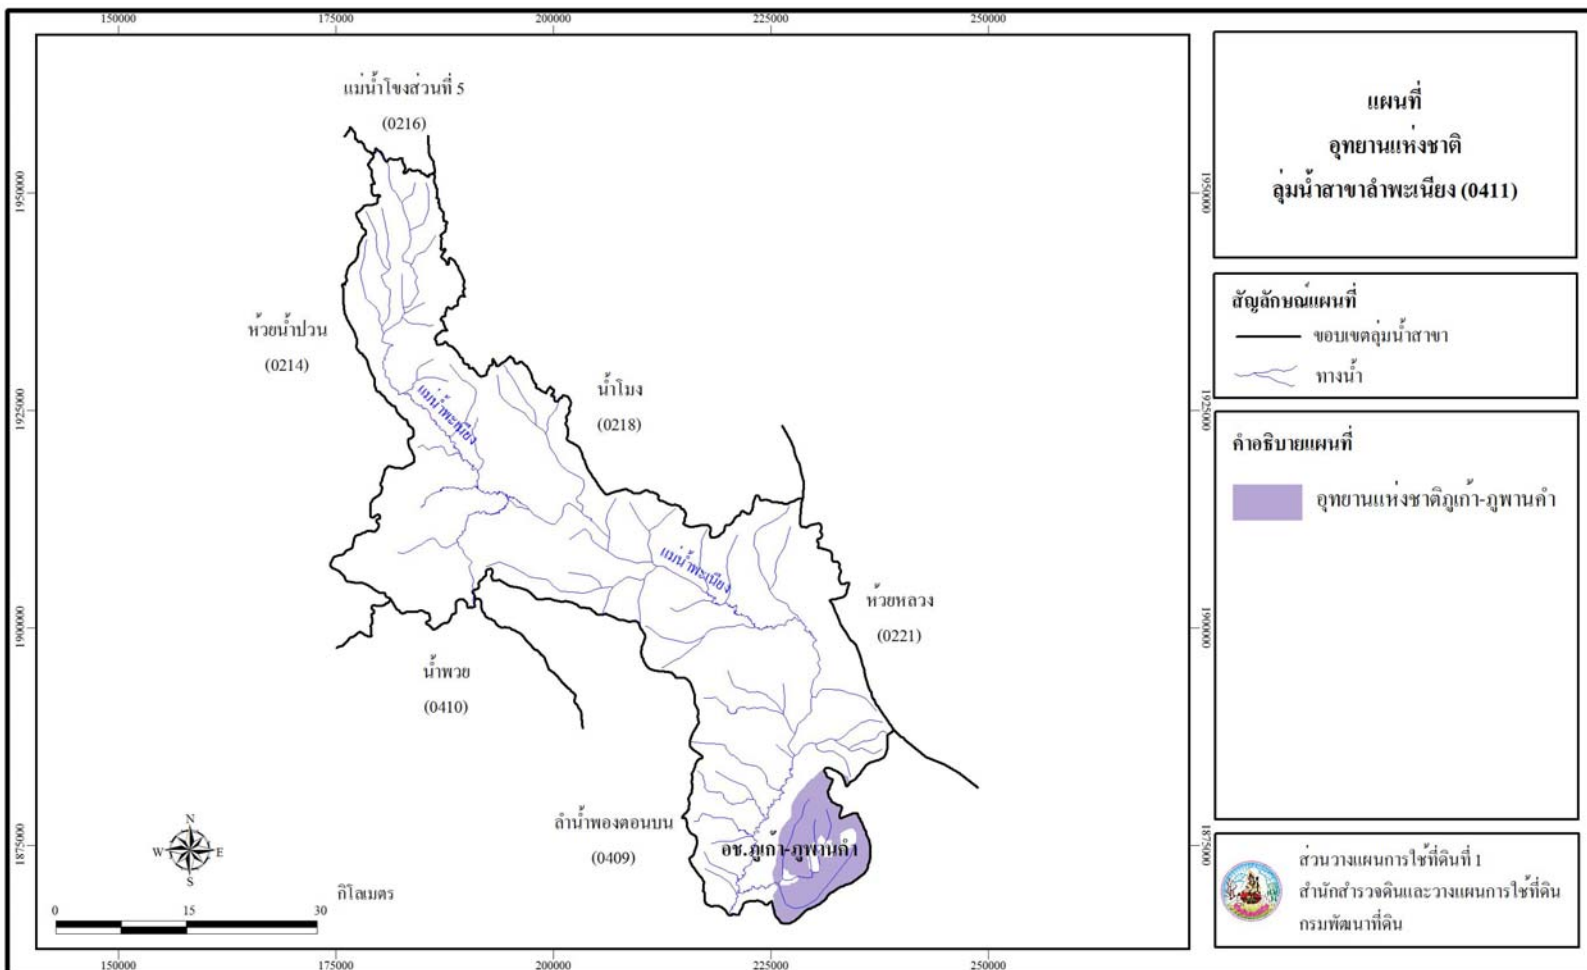 150000 175000 200000 225000 250000
แม่น้ำโขงส่วนที่ 5
(0216)
1950000
1950000
ห้วยน้ำปวน
(0214)
แม่น้ำพะเนียง
น้ำโมง
(0218)
1925000
1925000
แม่น้ำพะเนียง
ห้วยหลวง
(0221)
1900000
1900000
น้ำพวย
(0410)
ลำน้ำพองตอนบน
(0409)
อช.ภูเก้า-ภูพานคำ
1875000
1875000
N
W E
S
กิโลเมตร
0 15 30
150000 175000 200000 225000 250000
แผนที่
อุทยานแห่งชาติ
ลุ่มน้ำสาขาลำพะเนียง (0411)
สัญลักษณ์แผนที่
ขอบเขตลุ่มน้ำสาขา
ทางน้ำ
คำอธิบายแผนที่
อุทยานแห่งชาติภูเก้า-ภูพานคำ
ส่วนวางแผนการใช้ที่ดินที่ 1
สำนักสำรวจดินและวางแผนการใช้ที่ดิน
กรมพัฒนาที่ดิน